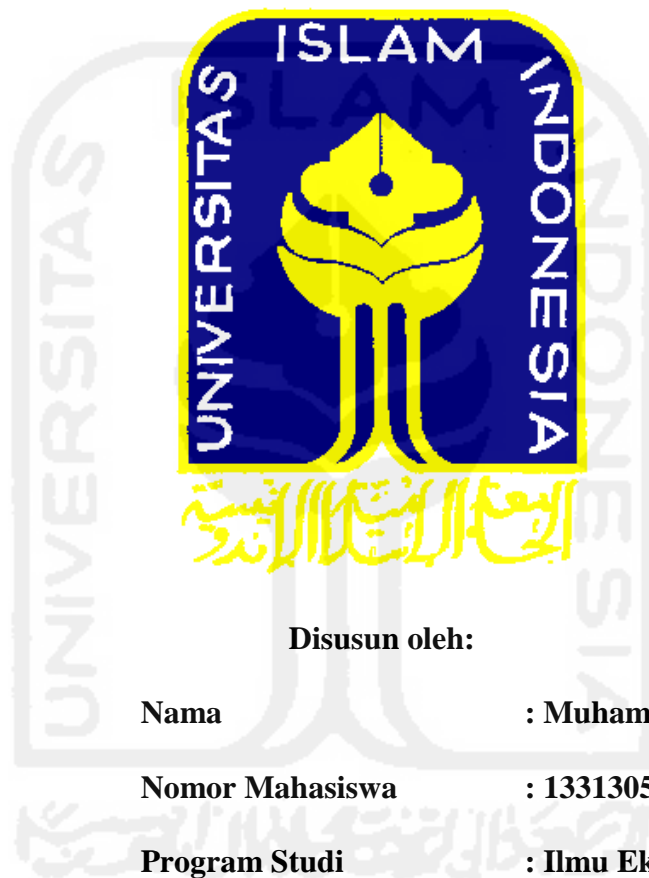 UNIVERSITAS ISLAM INDONESIA
Disusun oleh:
Nama : Muham
Nomor Mahasiswa : 1331305
Program Studi : Ilmu Ek